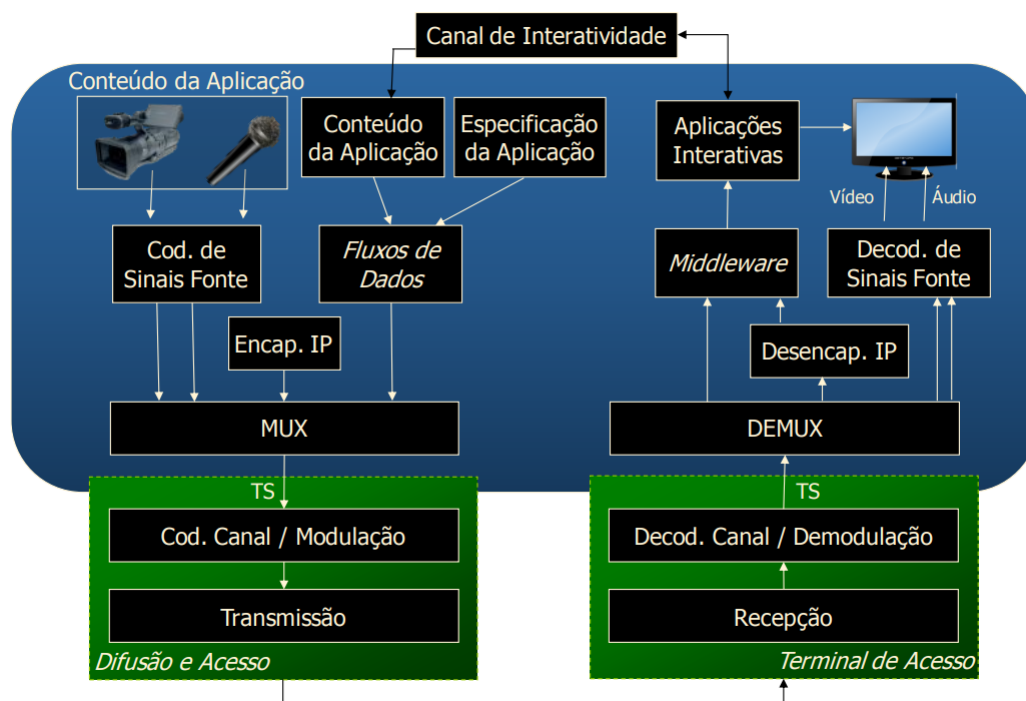 Canal de Interatividade
Conteúdo da Aplicação
Conteúdo
da Aplicação
Especificação
da Aplicação
Aplicações
Interativas
Vídeo
Áudio
Cod. de
Sinais Fonte
Fluxos de
Dados
Middleware
Decod. de
Sinais Fonte
Encap. IP
Desencap. IP
MUX
DEMUX
TS
TS
Cod. Canal / Modulação
Decod. Canal / Demodulação
Transmissão
Recepção
Difusão e Acesso
Terminal de Acesso